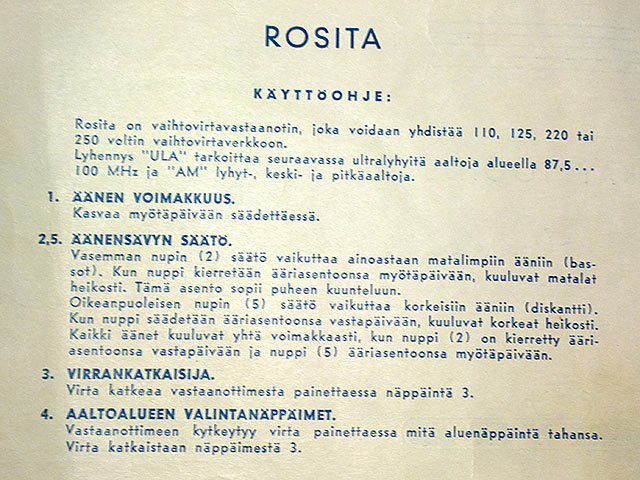 ROSITA
KÄYTTÖOHJE:
Rosita on vaihtovirtavastaanotin, joka voidaan yhdistää 110, 125, 220 tai
250 voltin vaihtovirtaverkkoon.
Lyhennys "ULA" tarkoittaa seuraavassa ultralyhyitä aaltoja alueella 87,5...
100 MHz ja "AM" lyhyt-, keski- ja pitkäaaltoja.
1. ÄÄNEN VOIMAKKUUS.
Kasvaa myötäpäivään säädettäessä.
2,5. ÄÄNENSÄVYN SÄÄTÖ.
Vasemman nupin (2) säätö vaikuttaa ainoastaan matalimpiin ääniin (bas-
sot). Kun nuppi kierretään ääriasentoonsa myötäpäivään, kuuluvat matalat
heikosti. Tämä asento sopii puheen kuunteluun.
Oikeanpuoleisen nupin (5) säätö vaikuttaa korkeisiin ääniin (diskantti).
Kun nuppi säädetään ääriasentoonsa vastapäivään, kuuluvat korkeat heikosti.
Kaikki äänet kuuluvat yhtä voimakkaasti, kun nuppi (2) on kierretty ääri-
asentoonsa vastapäivään ja nuppi (5) ääriasentoonsa myötäpäivään.
3. VIRRANKATKAISIJA.
Virta katkeaa vastaanottimesta painettaessa näppäintä 3.
4. AALTOALUEEN VALINTANÄPPÄIMET.
Vastaanottimeen kytkeytyy virta painettaessa mitä aluenäppäintä tahansa.
Virta katkaistaan näppäimestä 3.